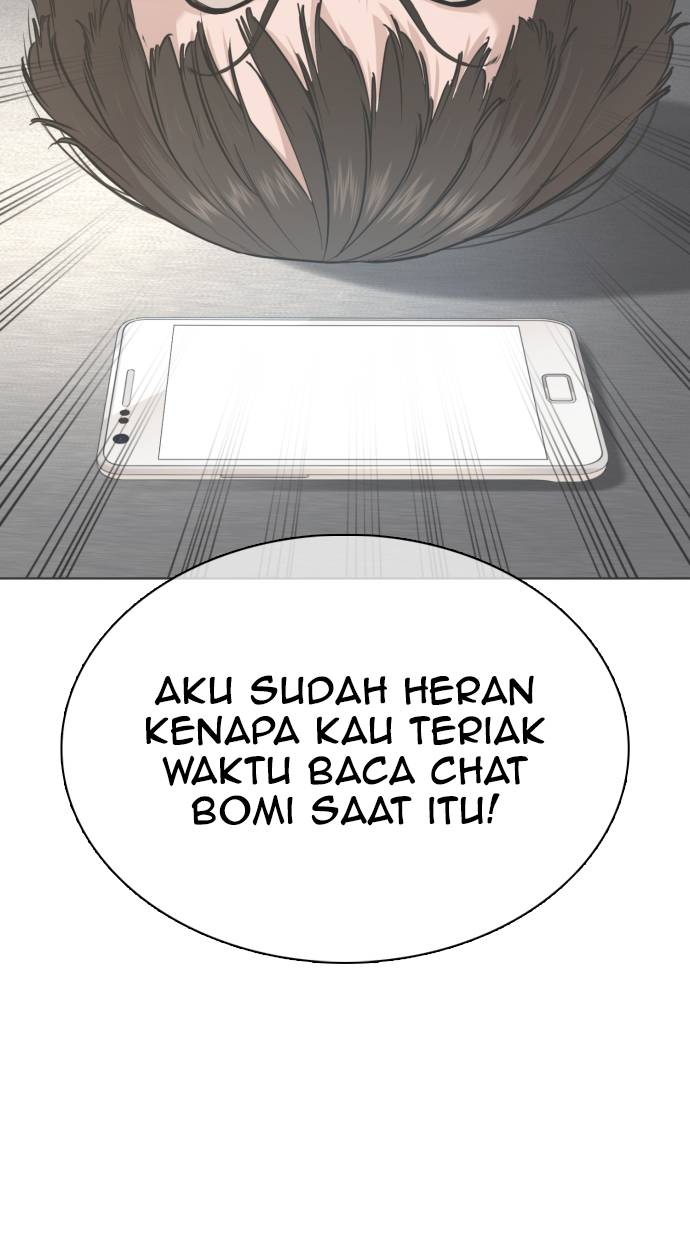 AKU SUDAH HERAN
KENAPA KAU TERIAK
WAKTU BACA CHAT
BOMI SAAT ITU!